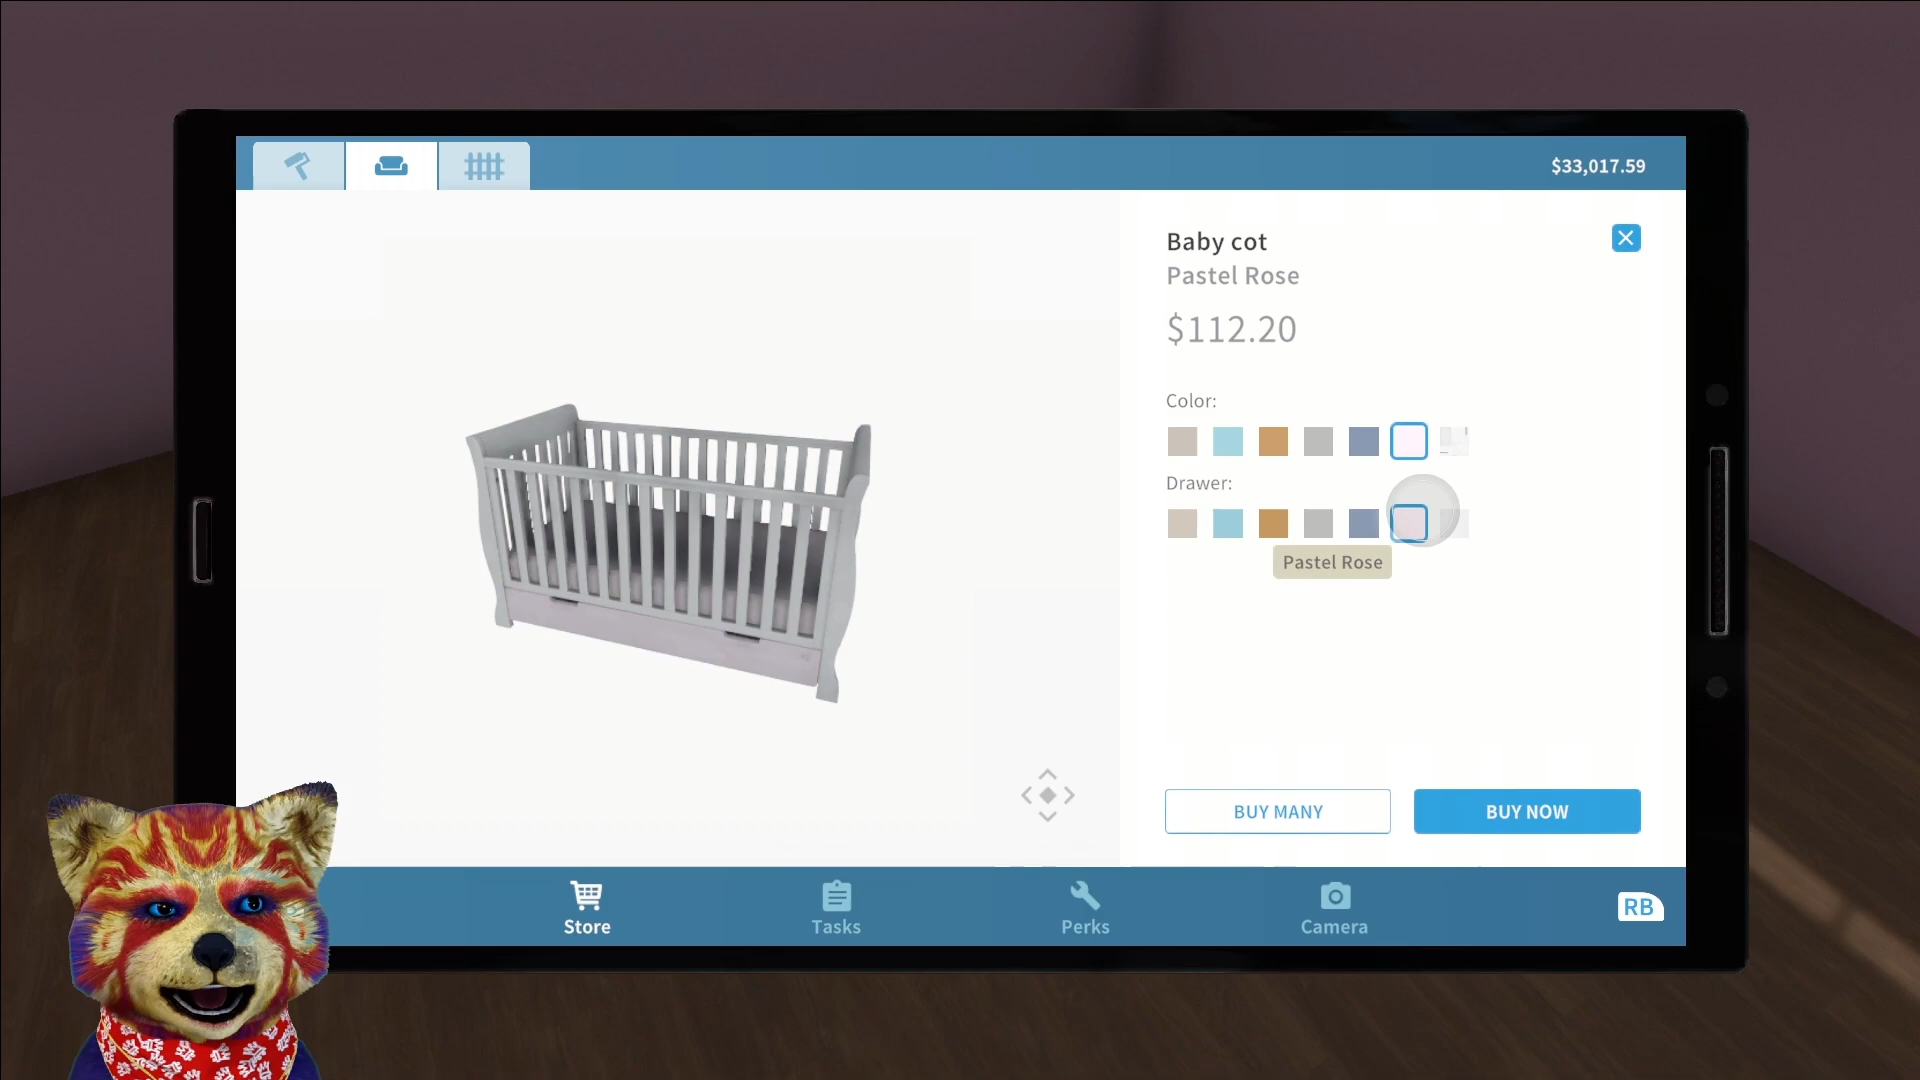 $33,017.59
Baby cot
Pastel Rose
$112.20
Color:
Drawer:
Pastel Rose
BUY MANY
BUY NOW
Store
Tasks
Perks
Camera
RB